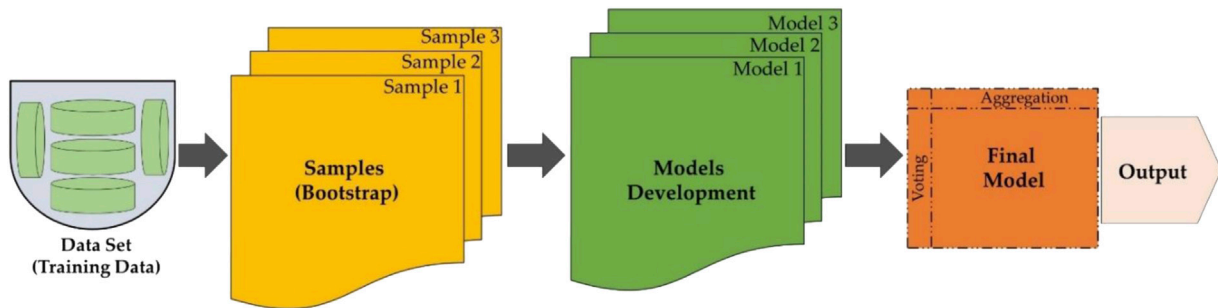 Data Set
(Training Data)
Sample 3
Sample 2
Sample 1
Samples
(Bootstrap)
Model 3
Model 2
Model 1
Models
Development
Aggregation
Voting
Final
Model
Output